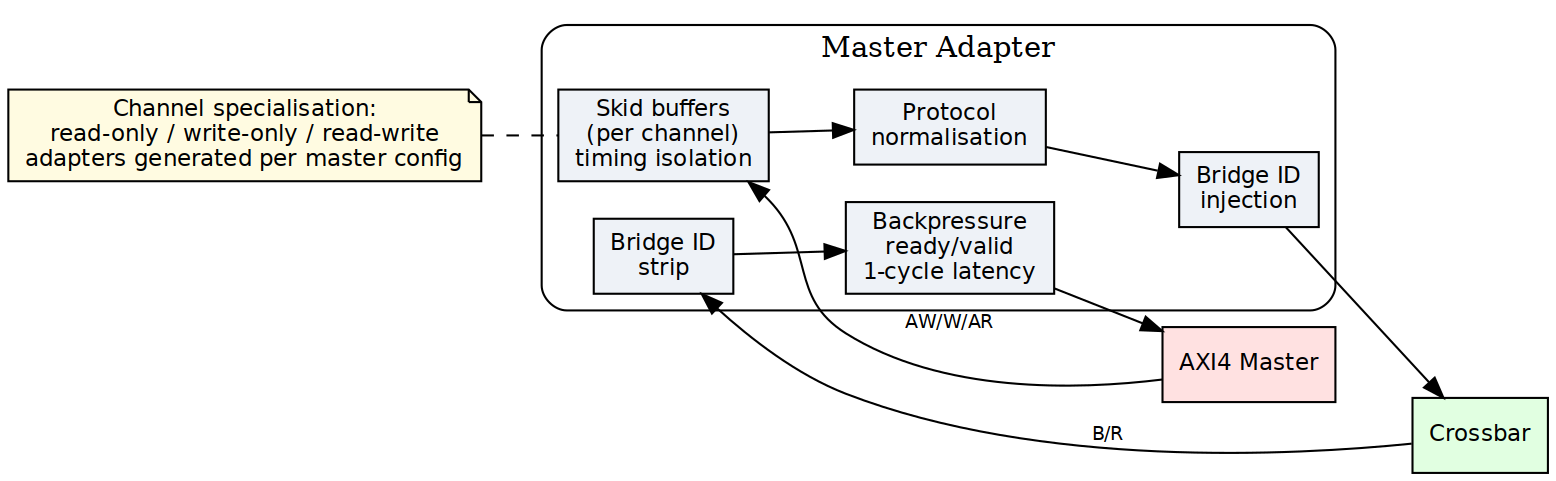 Master Adapter
Channel specialisation:
read-only / write-only / read-write
adapters generated per master config
Skid buffers
(per channel)
timing isolation
Protocol
normalisation
Bridge ID
injection
Bridge ID
strip
Backpressure
ready/valid
1-cycle latency
AW/W/AR
AXI4 Master
B/R
Crossbar